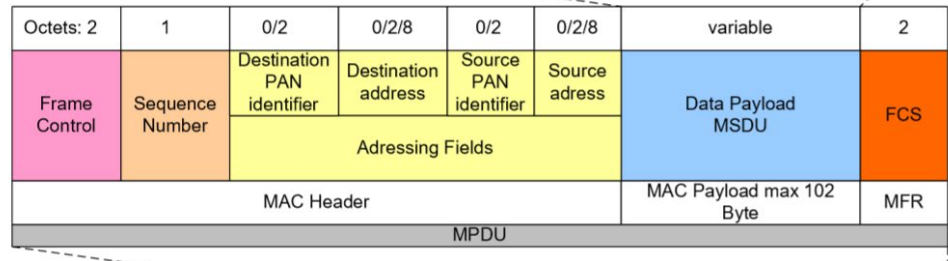 Octets: 2 1 0/2 0/2/8 0/2 0/2/8 variable 2
Frame
Control
Sequence
Number
Destination
PAN
identifier
Destination
address
Source
PAN
identifier
Source
adress
Adressing Fields
Data Payload
MSDU
FCS
MAC Header
MAC Payload max 102
Byte
MFR
MPDU